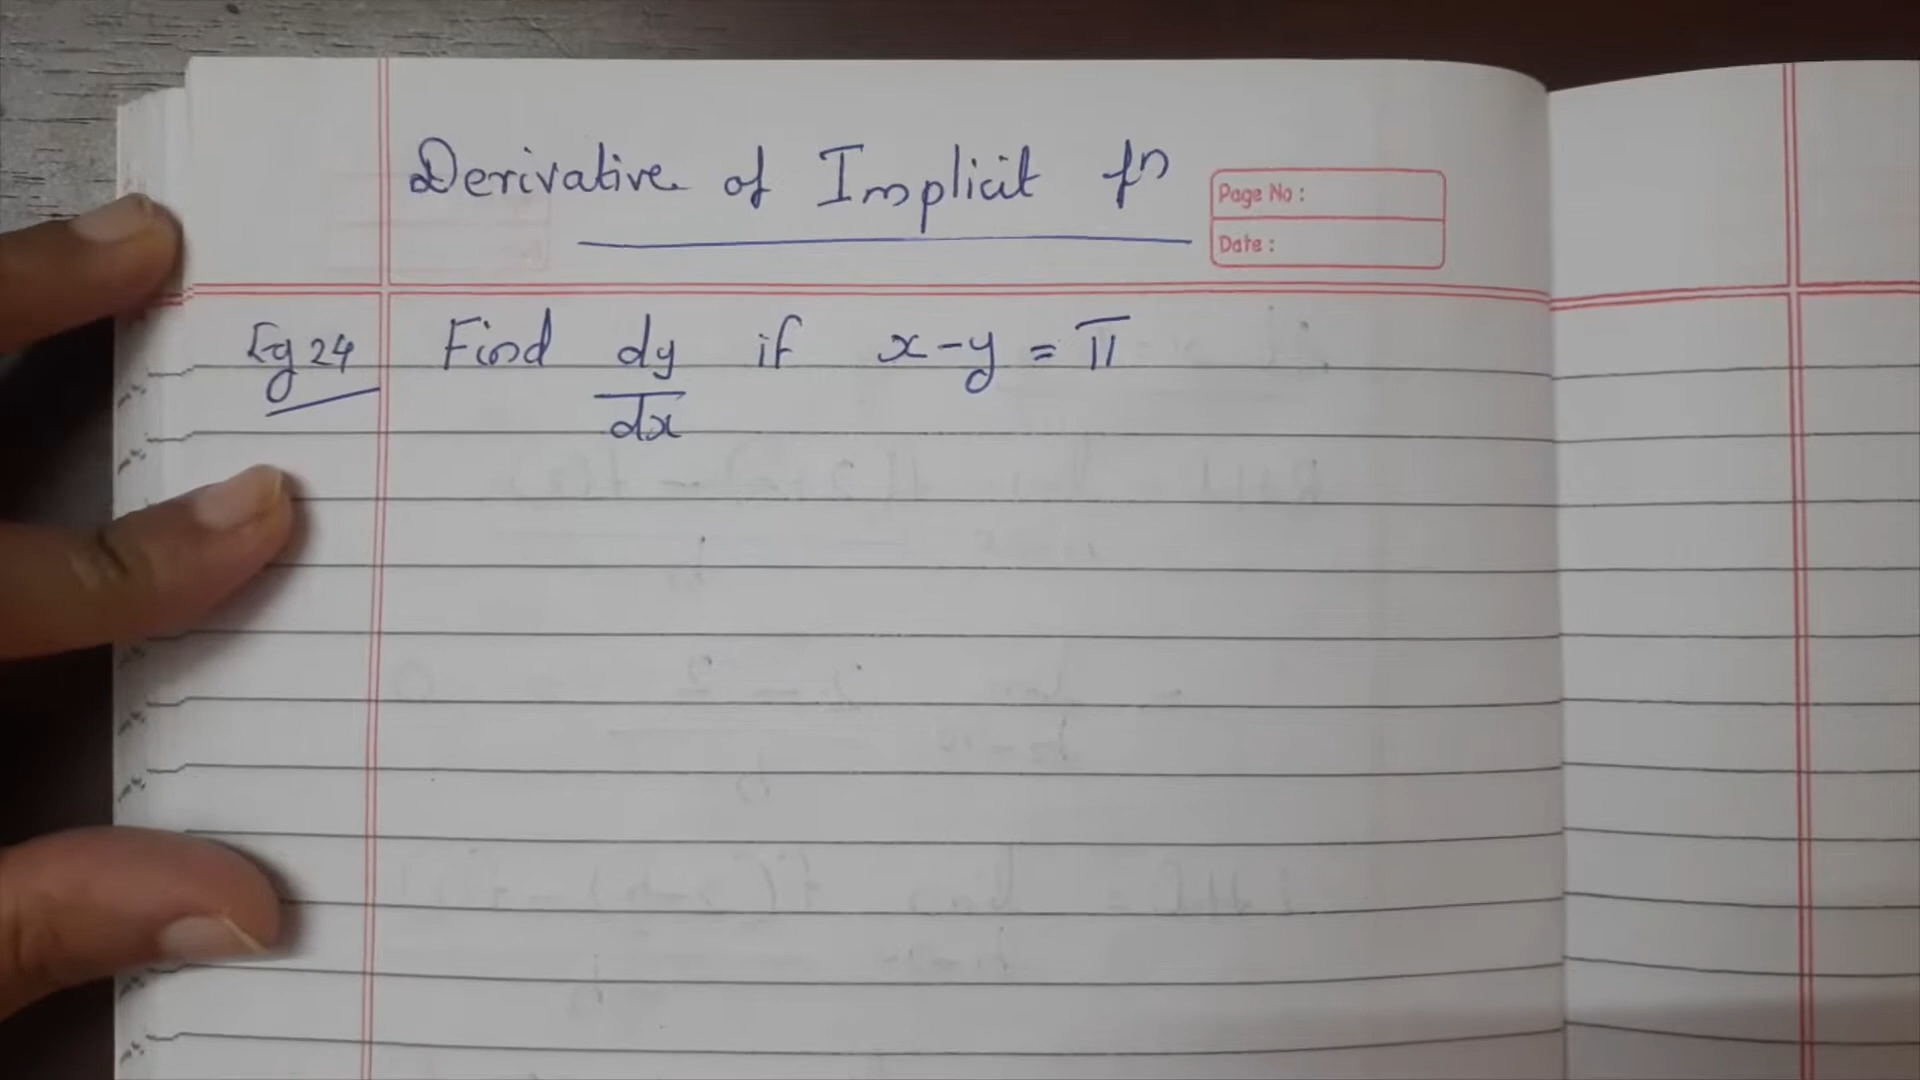 Derivative of Implicit fn
Page No :
Date :
Eg 24 Find dy/dx if x-y = π